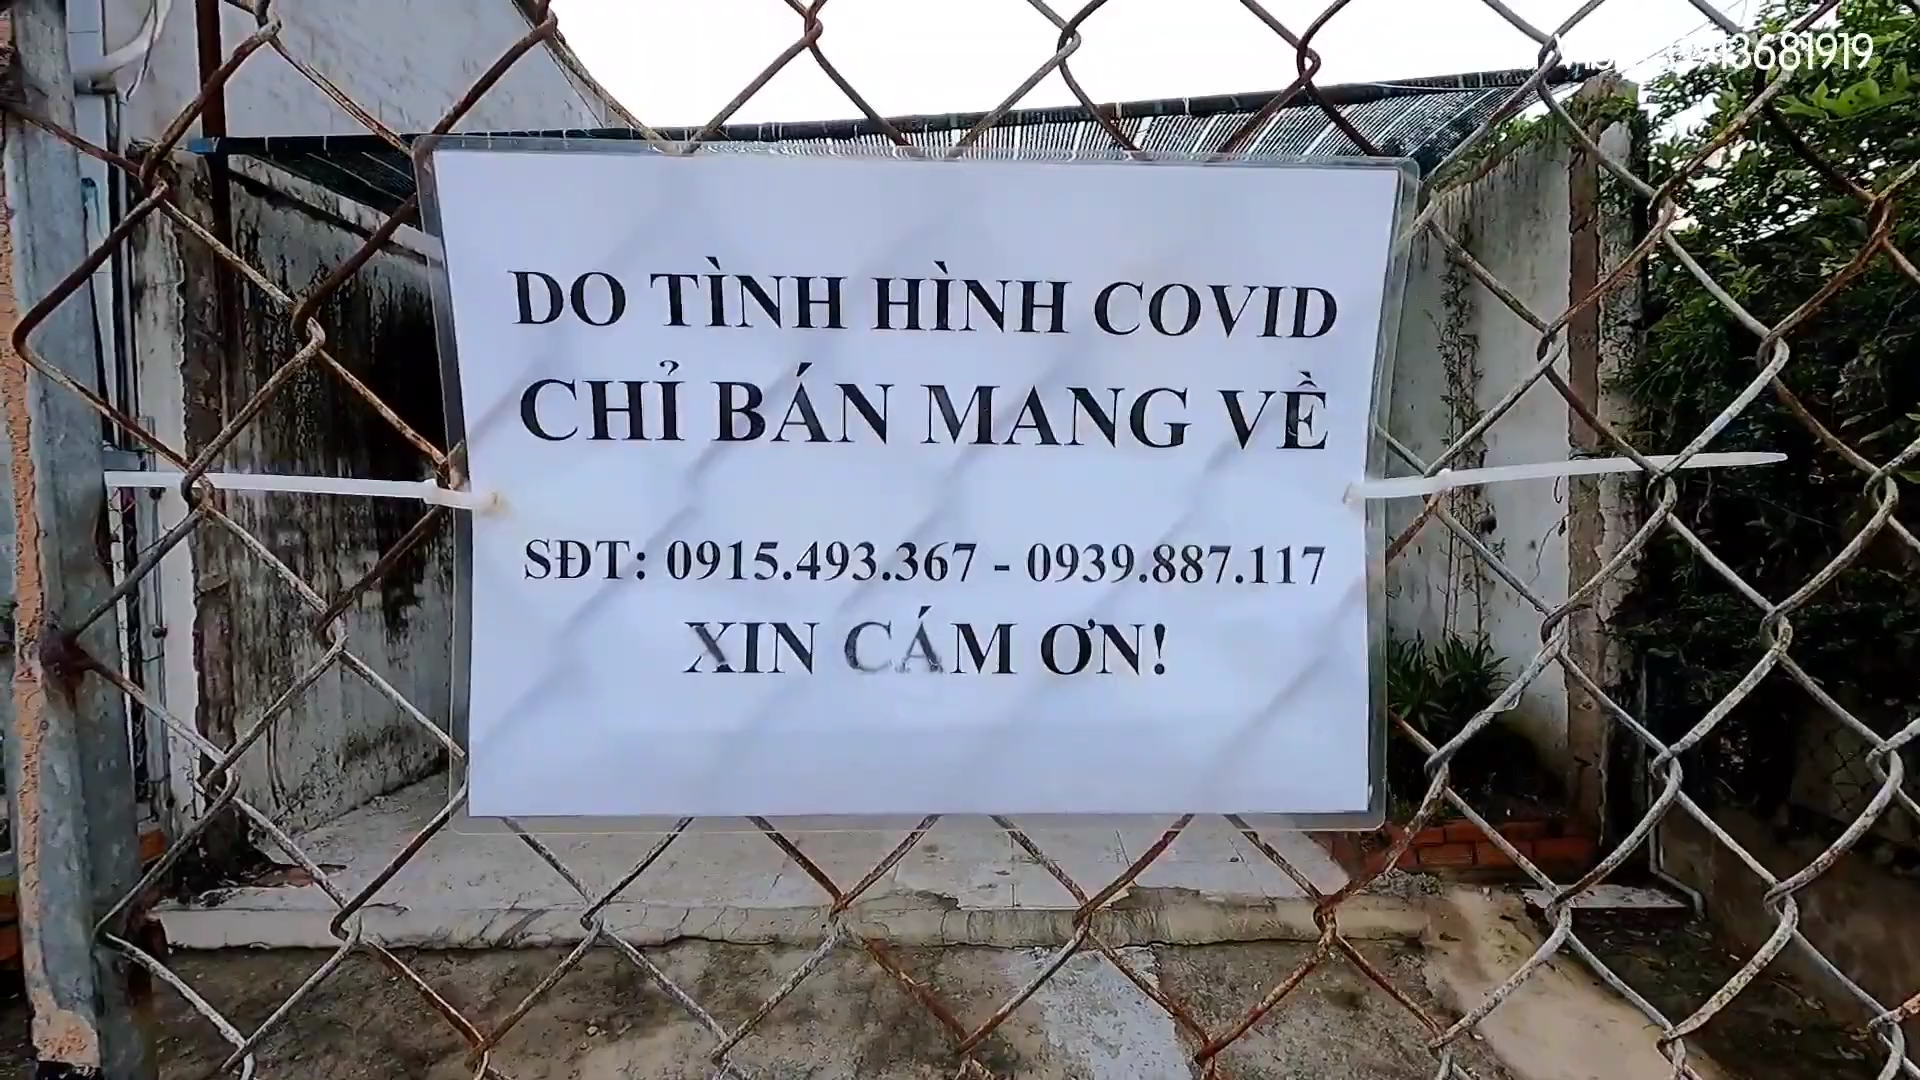 DO TÌNH HÌNH COVID
CHỈ BÁN MANG VỀ
SĐT: 0915.493.367 - 0939.887.117
XIN CÁM ƠN!